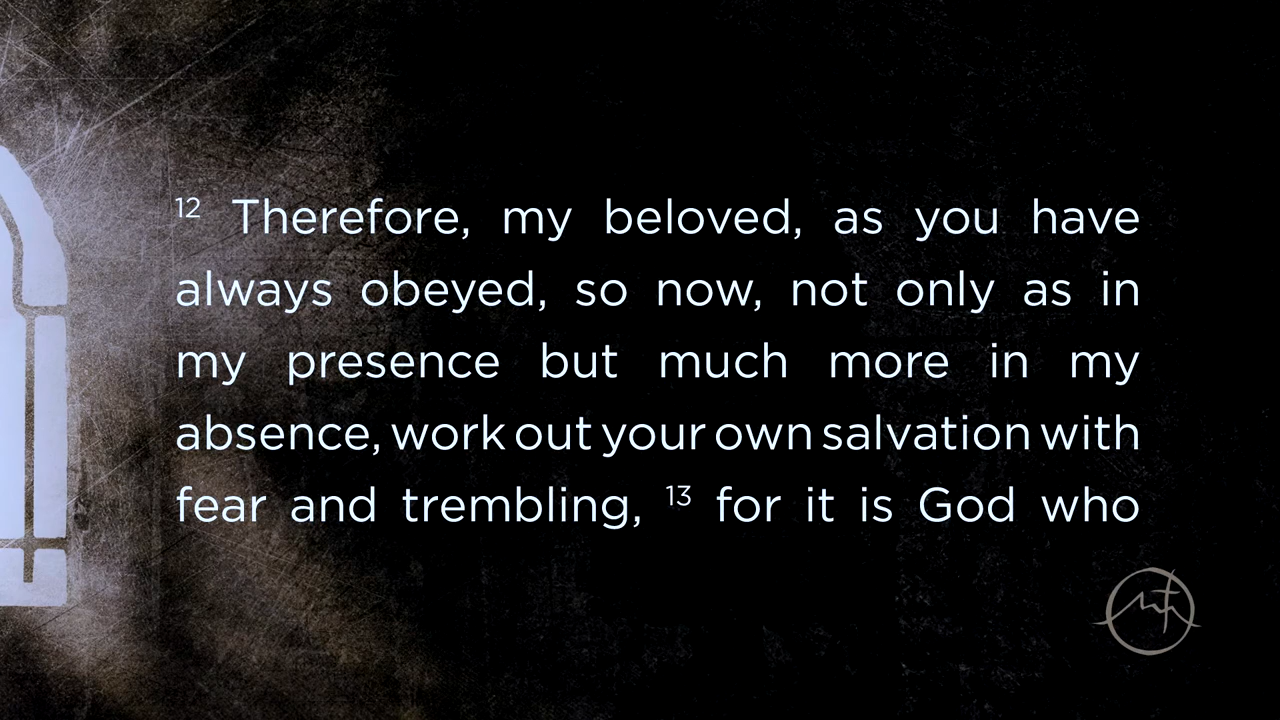 12 Therefore, my beloved, as you have
always obeyed, so now, not only as in
my presence but much more in my
absence, work out your own salvation with
fear and trembling, 13 for it is God who